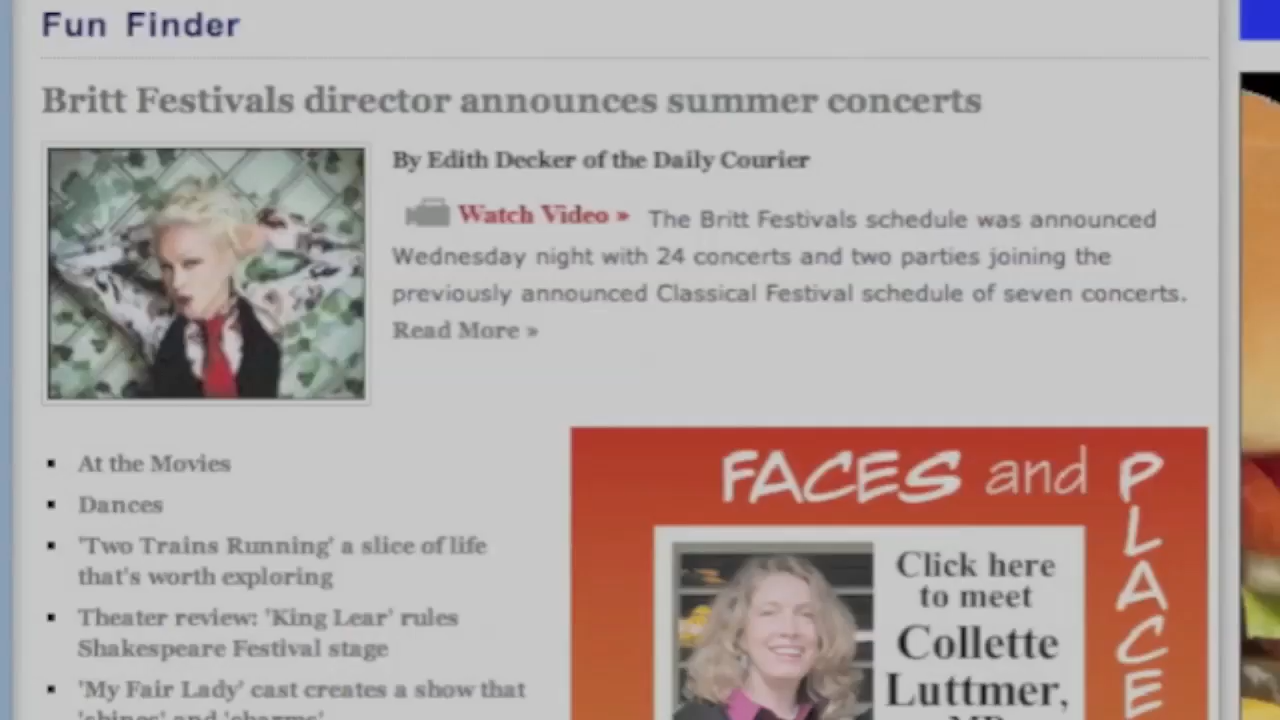 Fun Finder
Britt Festivals director announces summer concerts
By Edith Decker of the Daily Courier
Watch Video » The Britt Festivals schedule was announced
Wednesday night with 24 concerts and two parties joining the
previously announced Classical Festival schedule of seven concerts.
Read More »
At the Movies
Dances
'Two Trains Running' a slice of life
that's worth exploring
Theater review: 'King Lear' rules
Shakespeare Festival stage
'My Fair Lady' cast creates a show that
'shines' and 'charms'
FACES and
PLACE
Click here
to meet
Collette
Luttmer,